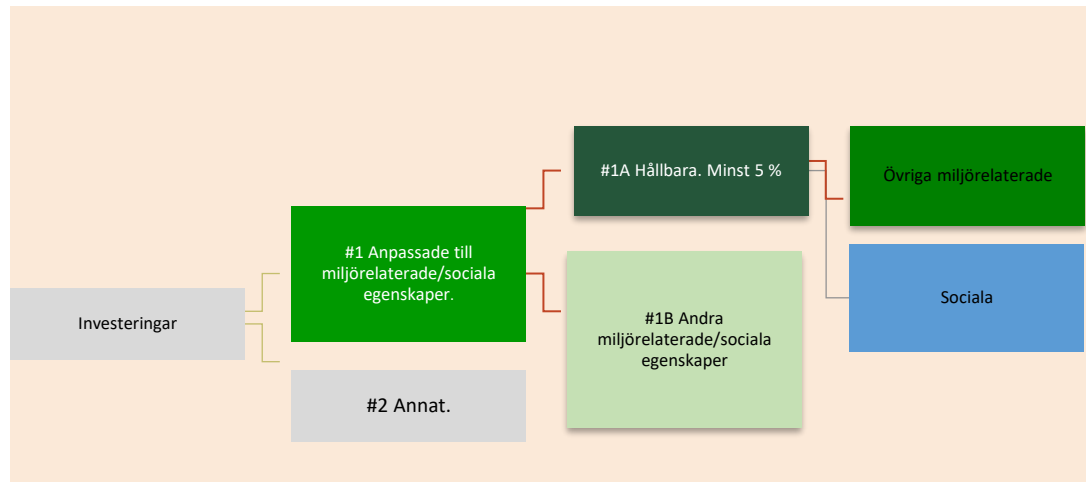 Investeringar
#1 Anpassade till
miljörelaterade/sociala
egenskaper.
#2 Annat.
#1A Hållbara. Minst 5 %
#1B Andra
miljörelaterade/sociala
egenskaper
Övriga miljörelaterade
Sociala